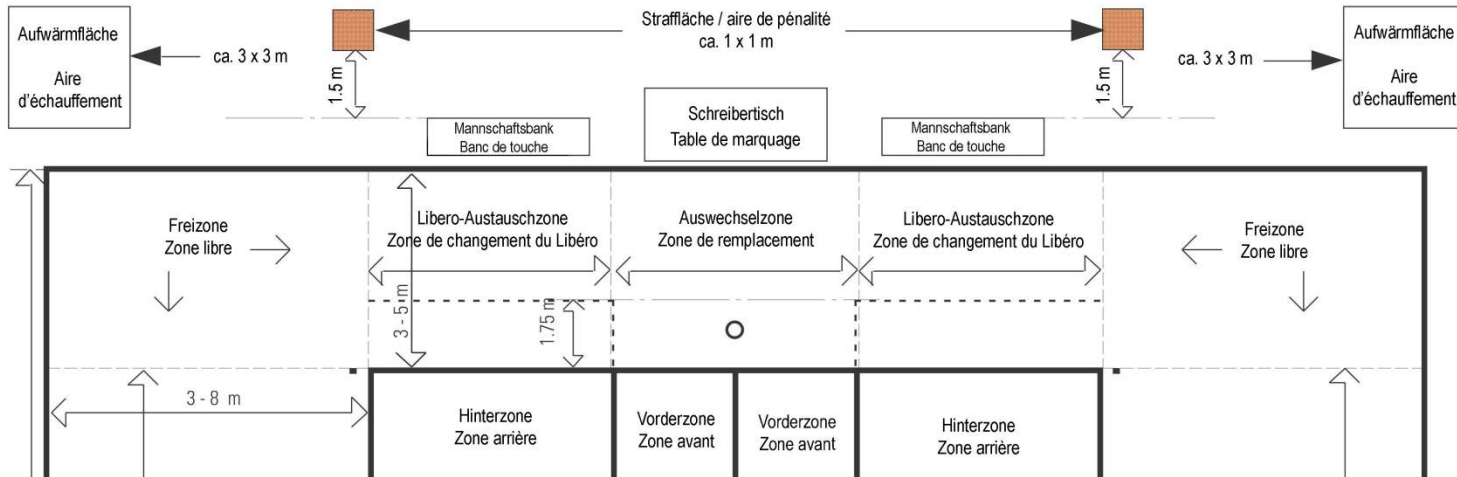 Aufwärmfläche
Aire
d'échauffement
ca. 3 x 3 m
1.5 m
Straffläche / aire de pénalité
ca. 1 x 1 m
1.5 m
ca. 3 x 3 m
Aufwärmfläche
Aire
d'échauffement
Mannschaftsbank
Banc de touche
Schreibertisch
Table de marquage
Mannschaftsbank
Banc de touche
Freizone
Zone libre
Libero-Austauschzone
Zone de changement du Libéro
Auswechselzone
Zone de remplacement
Libero-Austauschzone
Zone de changement du Libéro
Freizone
Zone libre
3 - 5 m
1.75 m
3 - 8 m
Hinterzone
Zone arrière
Vorderzone
Zone avant
Vorderzone
Zone avant
Hinterzone
Zone arrière